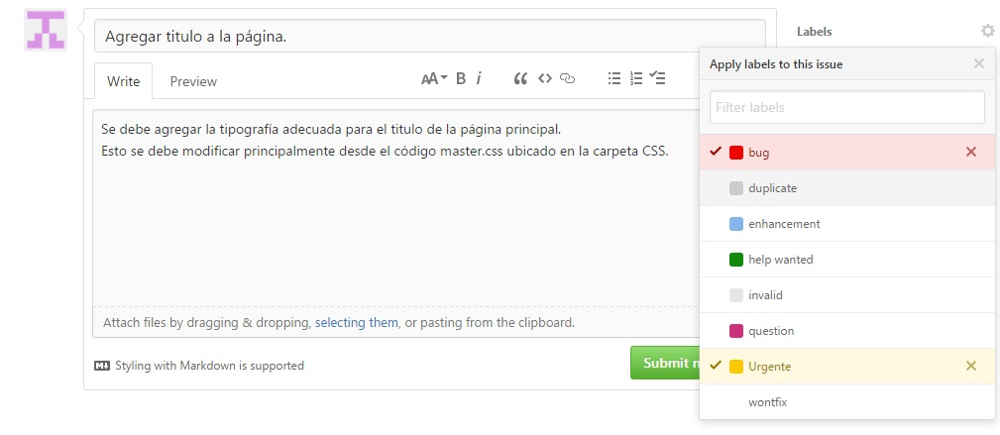 Agregar titulo a la página.
Labels
Apply labels to this issue
Write
Preview
AA B i
Filter labels
Se debe agregar la tipografía adecuada para el titulo de la página principal.
Esto se debe modificar principalmente desde el código master.css ubicado en la carpeta CSS.
bug
duplicate
enhancement
help wanted
invalid
question
Urgente
wontfix
Attach files by dragging & dropping, selecting them, or pasting from the clipboard.
Styling with Markdown is supported
Submit